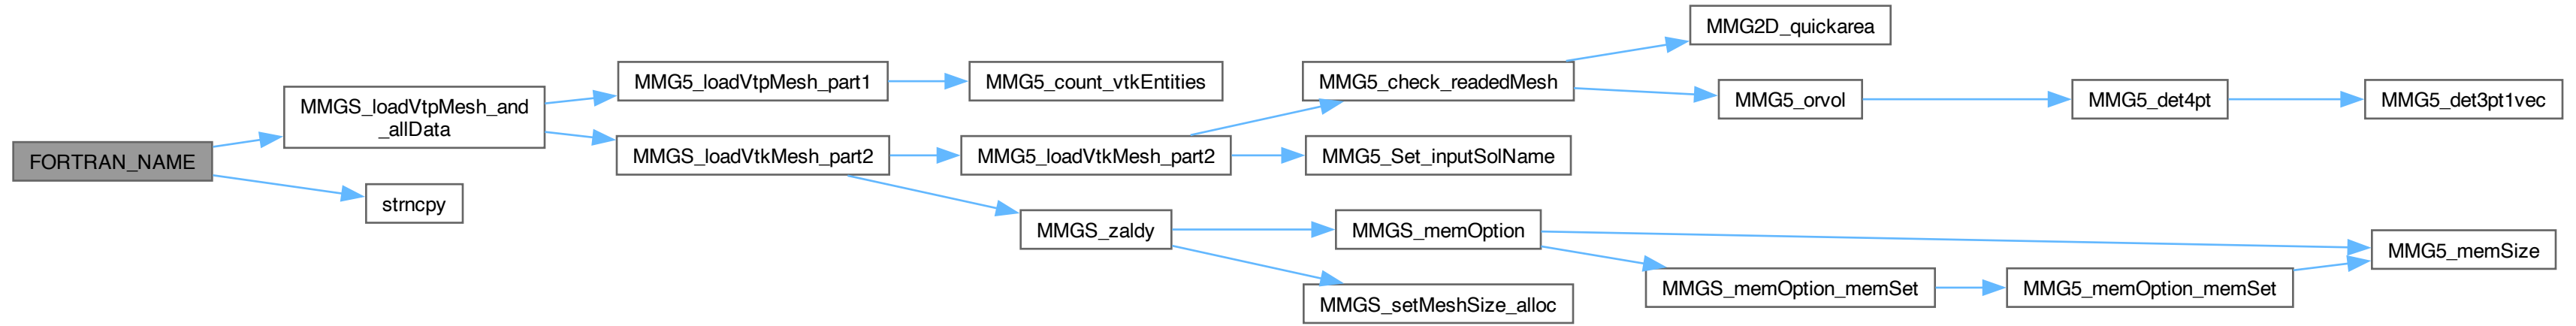 FORTRAN_NAME
MMGS_loadVtpMesh_and
_allData
strncpy
MMG5_loadVtpMesh_part1
MMGS_loadVtkMesh_part2
MMG5_count_vtkEntities
MMG5_loadVtkMesh_part2
MMGS_zaldy
MMG5_check_readedMesh
MMG5_Set_inputSolName
MMGS_memOption
MMGS_setMeshSize_alloc
MMG2D_quickarea
MMG5_orvol
MMGS_memOption_memSet
MMG5_det4pt
MMG5_memOption_memSet
MMG5_det3pt1vec
MMG5_memSize